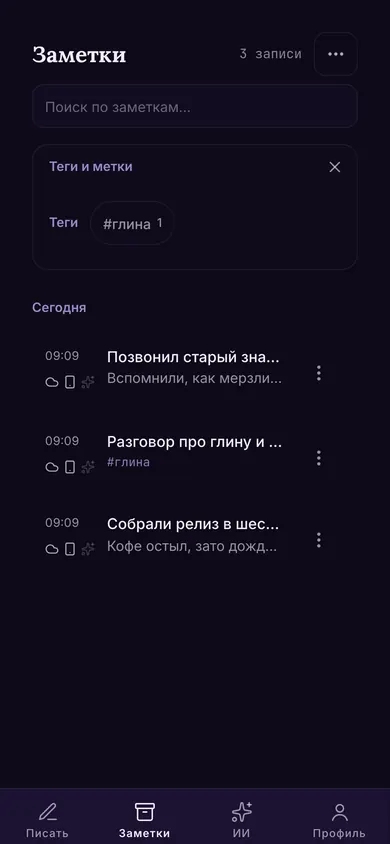 Заметки
3 записи
Поиск по заметкам...
Теги и метки
Теги #глина 1
Сегодня
09:09 Позвонил старый зна...
Вспомнили, как мерзли...
09:09 Разговор про глину и ...
#глина
09:09 Собрали релиз в шес...
Кофе остыл, зато дожд...
Писать Заметки ИИ Профиль